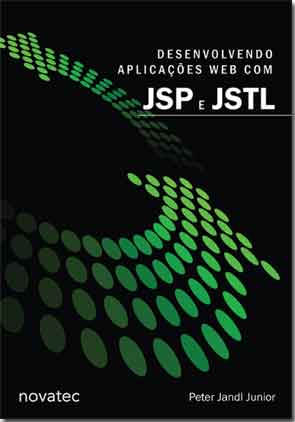 DESENVOLVENDO
APLICAÇÕES WEB COM
JSP E JSTL
novatec
Peter Jandl Junior